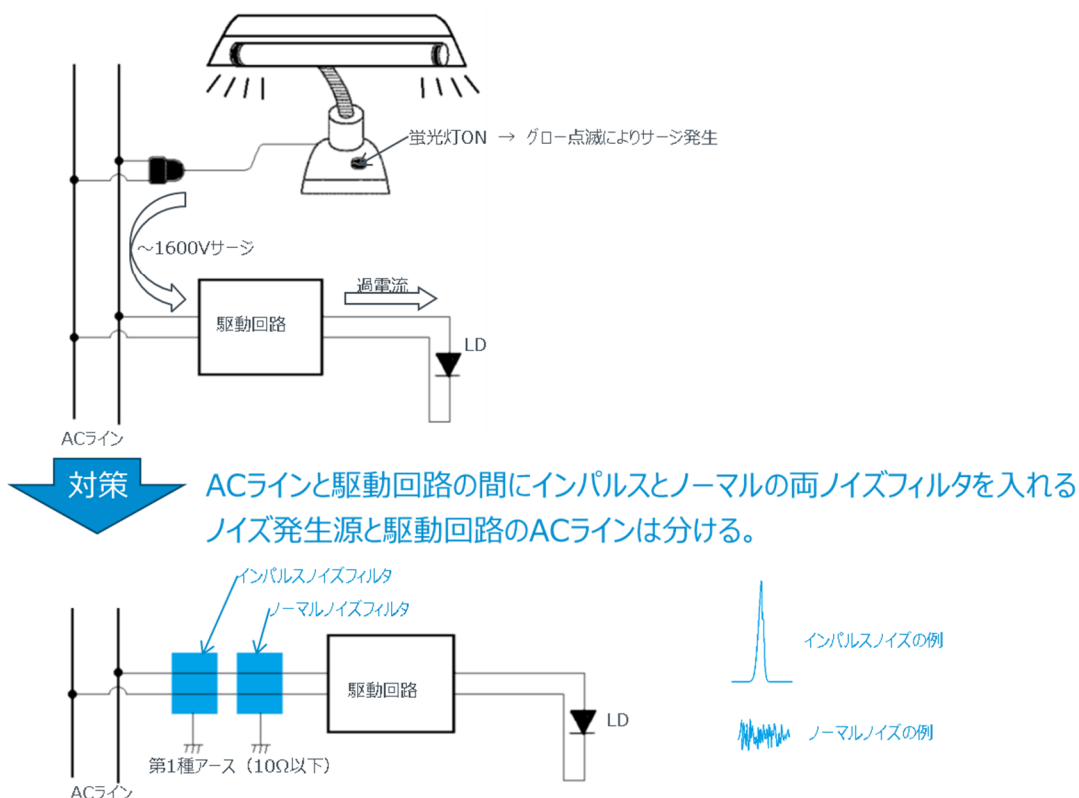 蛍光灯ON → グロー点滅によりサージ発生
~1600Vサージ
過電流
駆動回路
LD
ACライン
対策
ACラインと駆動回路の間にインパルスとノーマルの両ノイズフィルタを入れる
ノイズ発生源と駆動回路のACラインは分ける。
インパルスノイズフィルタ
ノーマルノイズフィルタ
インパルスノイズの例
駆動回路
LD
ノーマルノイズの例
第1種アース（10Ω以下）
ACライン